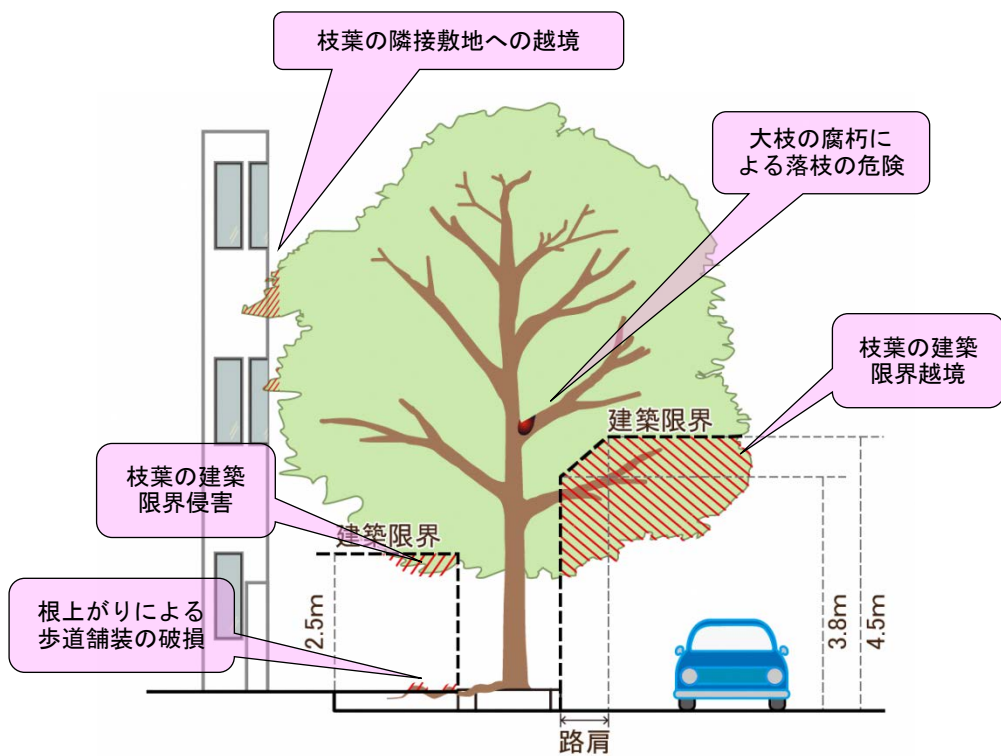 枝葉の隣接敷地への越境
大枝の腐朽に
よる落枝の危険
枝葉の建築
限界越境
建築限界
枝葉の建築
限界侵害
建築限界
根上がりによる
歩道舗装の破損
2.5m
3.8m
4.5m
路肩